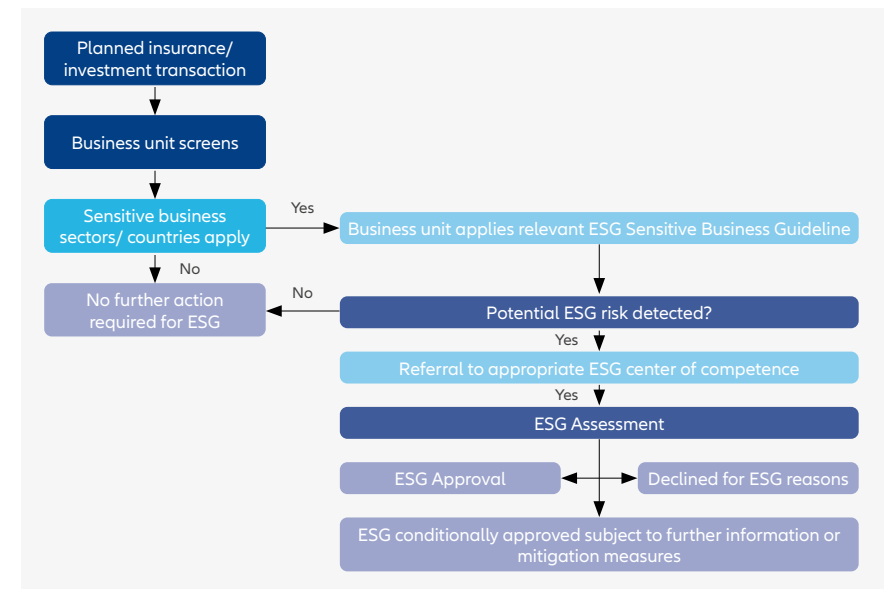 Planned insurance/
investment transaction
Business unit screens
Sensitive business
sectors/ countries apply
Yes
Business unit applies relevant ESG Sensitive Business Guideline
No
No further action
required for ESG
No
Potential ESG risk detected?
Yes
Referral to appropriate ESG center of competence
Yes
ESG Assessment
ESG Approval
Declined for ESG reasons
ESG conditionally approved subject to further information or
mitigation measures